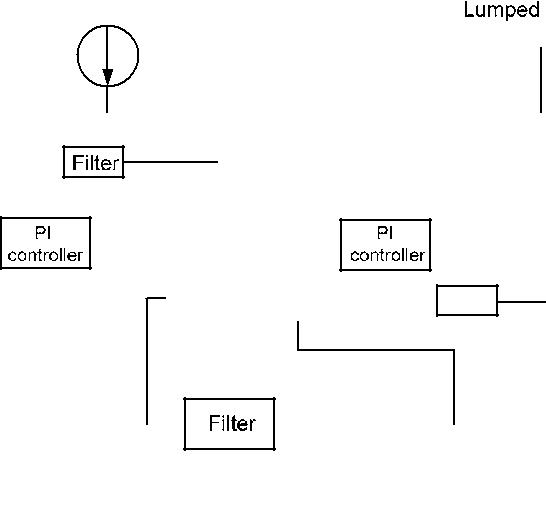 Lumped
Filter
PI
controller
PI
controller
Filter